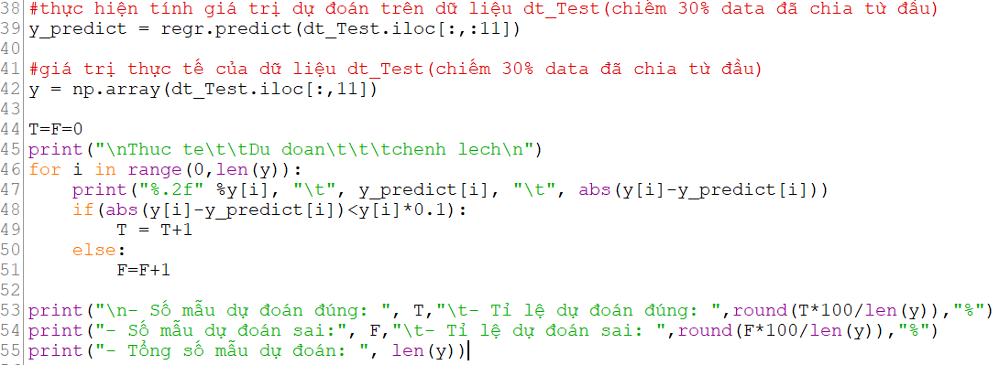 38 #thực hiện tính giá trị dự đoán trên dữ liệu dt_Test(chiếm 30% data đã chia từ đầu)
39 y_predict = regr.predict(dt_Test.iloc[:,:11])
40
41 #giá trị thực tế của dữ liệu dt_Test(chiếm 30% data đã chia từ đầu)
42 y = np.array(dt_Test.iloc[:,11])
43
44 T=F=0
45 print("\nThuc te\t\tDu doan\t\t\tchenh lech\n")
46 for i in range(0,len(y)):
47     print("%.2f" %y[i], "\t", y_predict[i], "\t", abs(y[i]-y_predict[i]))
48     if(abs(y[i]-y_predict[i])<y[i]*0.1):
49         T = T+1
50     else:
51         F=F+1
52
53 print("\n- Số mẫu dự đoán đúng: ", T,"\t- Tỉ lệ dự đoán đúng: ",round(T*100/len(y)),"%")
54 print("- Số mẫu dự đoán sai:", F,"\t- Tỉ lệ dự đoán sai: ",round(F*100/len(y)),"%")
55 print("- Tổng số mẫu dự đoán: ", len(y))